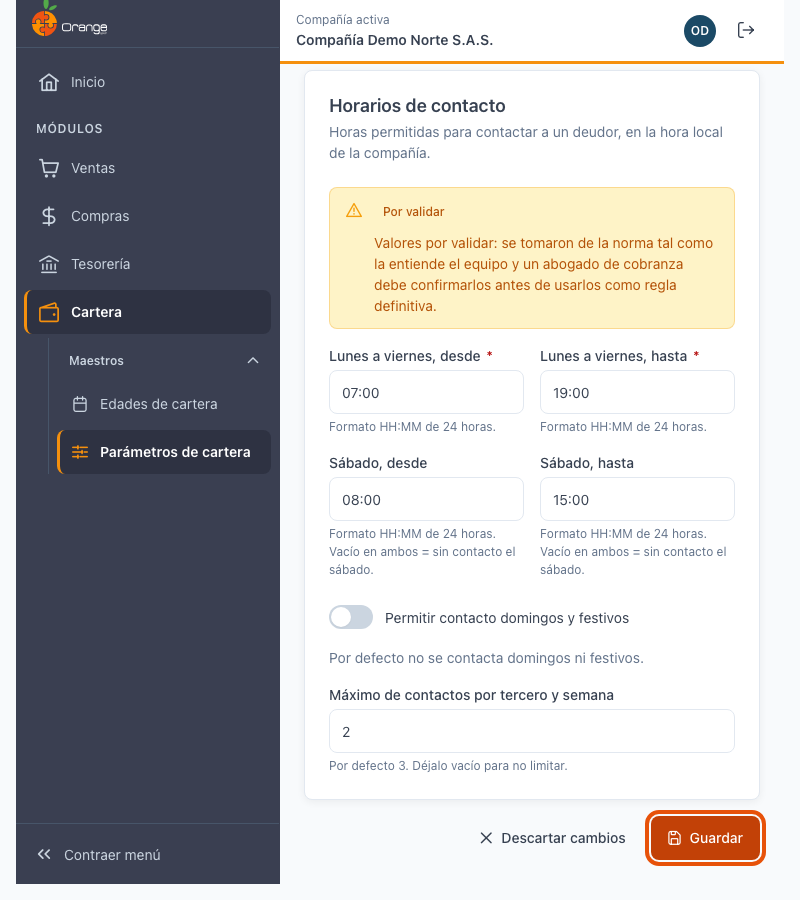 Orange
Compañía activa
Compañía Demo Norte S.A.S.
OD
Inicio
MÓDULOS
Ventas
Compras
Tesorería
Cartera
Maestros
Edades de cartera
Parámetros de cartera
Contraer menú
Horarios de contacto
Horas permitidas para contactar a un deudor, en la hora local
de la compañía.
Por validar
Valores por validar: se tomaron de la norma tal como
la entiende el equipo y un abogado de cobranza
debe confirmarlos antes de usarlos como regla
definitiva.
Lunes a viernes, desde *
07:00
Formato HH:MM de 24 horas.
Lunes a viernes, hasta *
19:00
Formato HH:MM de 24 horas.
Sábado, desde
08:00
Formato HH:MM de 24 horas.
Vacío en ambos = sin contacto el
sábado.
Sábado, hasta
15:00
Formato HH:MM de 24 horas.
Vacío en ambos = sin contacto el
sábado.
Permitir contacto domingos y festivos
Por defecto no se contacta domingos ni festivos.
Máximo de contactos por tercero y semana
2
Por defecto 3. Déjalo vacío para no limitar.
Descartar cambios
Guardar